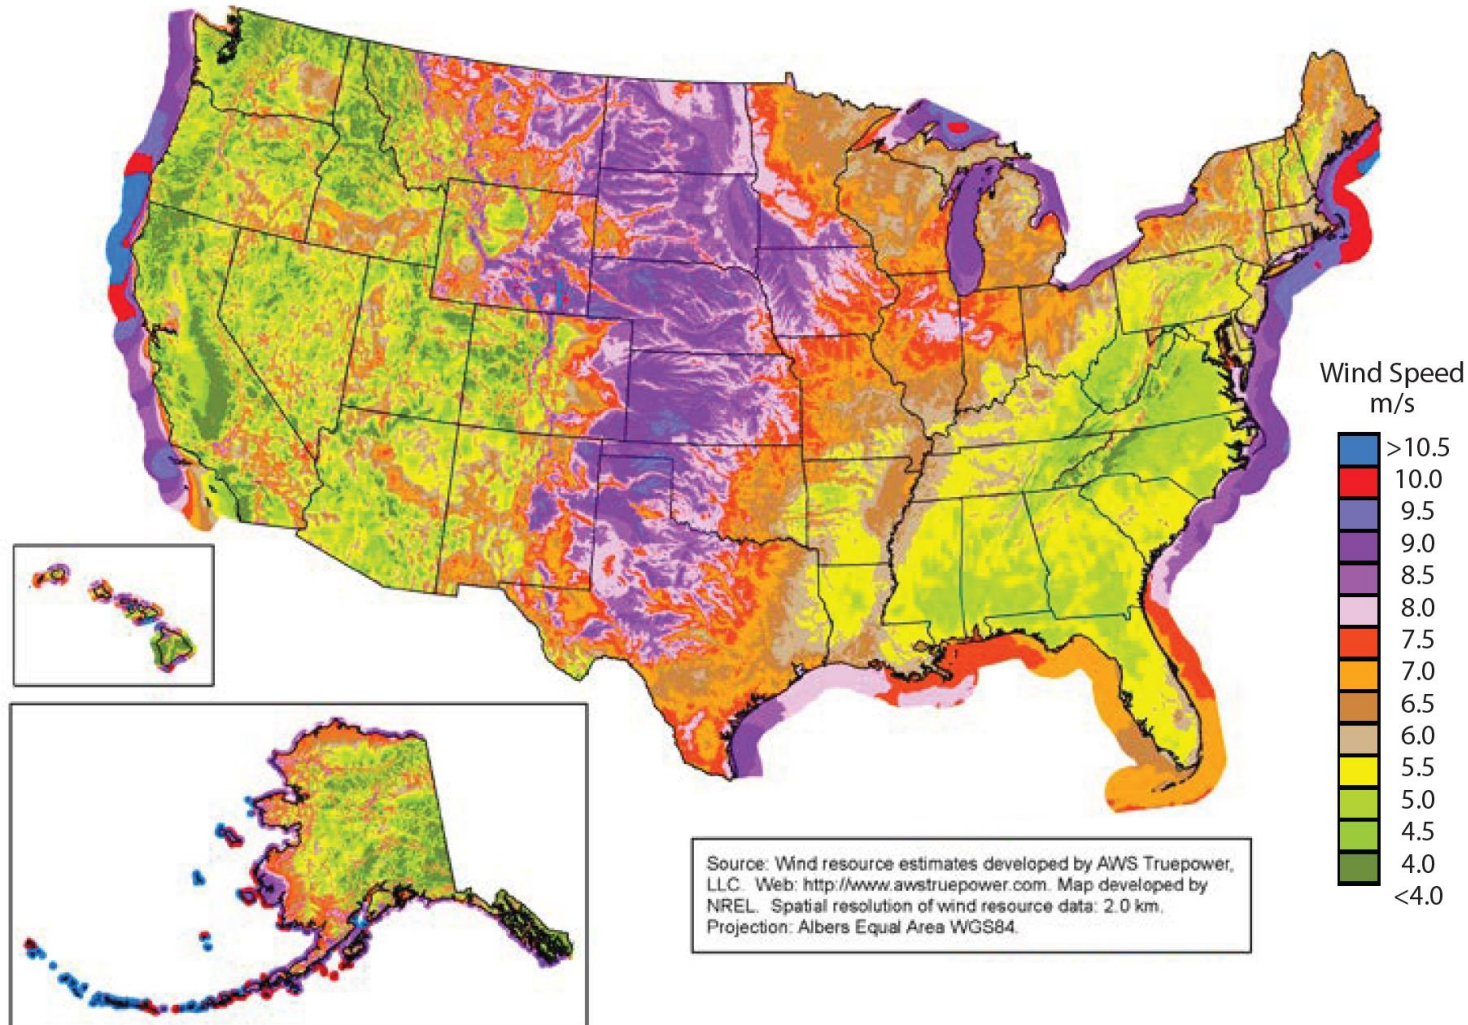 Wind Speed
m/s
>10.5
10.0
9.5
9.0
8.5
8.0
7.5
7.0
6.5
6.0
5.5
5.0
4.5
4.0
<4.0
Source: Wind resource estimates developed by AWS Truepower,
LLC. Web: http://www.awstruepower.com. Map developed by
NREL. Spatial resolution of wind resource data: 2.0 km.
Projection: Albers Equal Area WGS84.